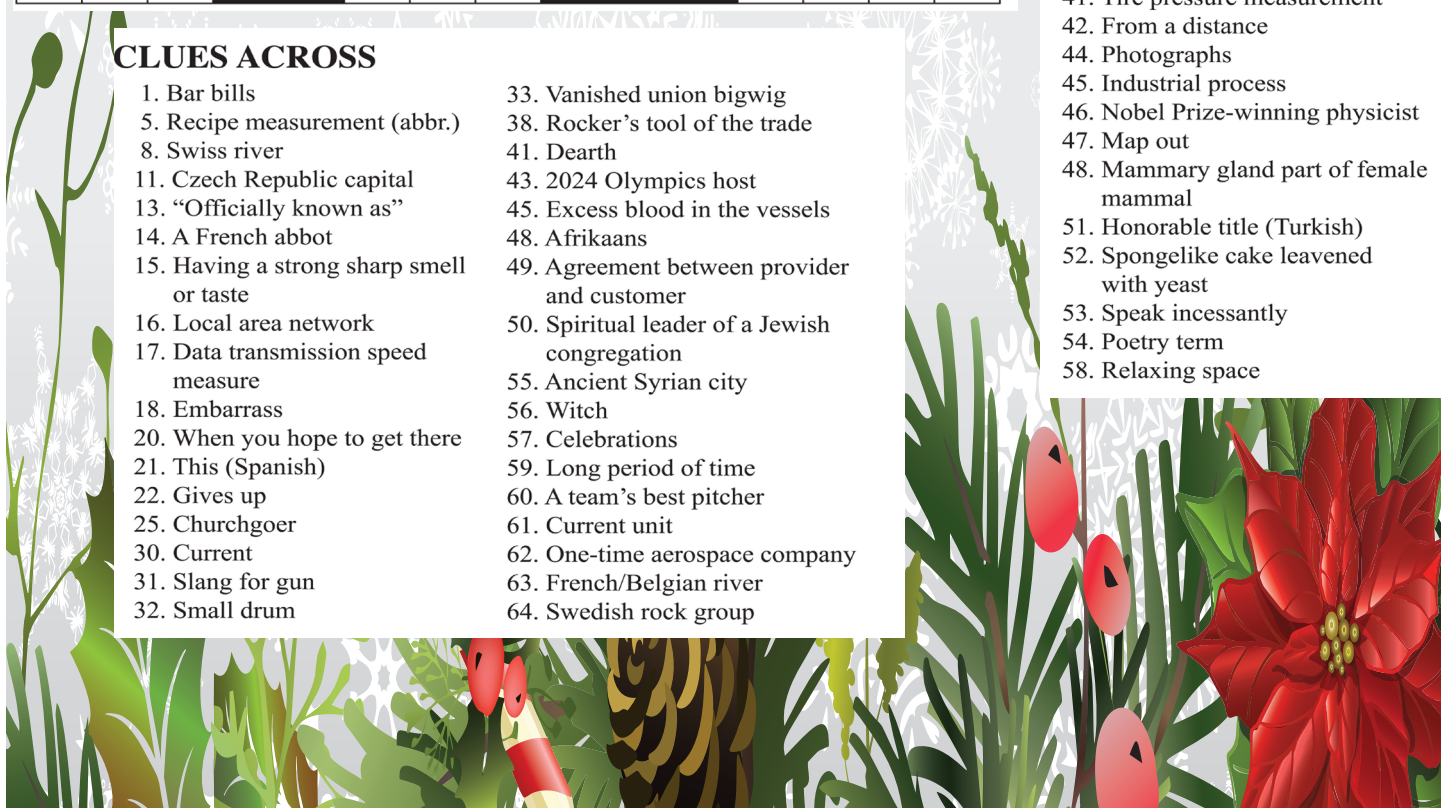 CLUES ACROSS
1. Bar bills
5. Recipe measurement (abbr.)
8. Swiss river
11. Czech Republic capital
13. “Officially known as”
14. A French abbot
15. Having a strong sharp smell
or taste
16. Local area network
17. Data transmission speed
measure
18. Embarrass
20. When you hope to get there
21. This (Spanish)
22. Gives up
25. Churchgoer
30. Current
31. Slang for gun
32. Small drum
33. Vanished union bigwig
38. Rocker’s tool of the trade
41. Dearth
43. 2024 Olympics host
45. Excess blood in the vessels
48. Afrikaans
49. Agreement between provider
and customer
50. Spiritual leader of a Jewish
congregation
55. Ancient Syrian city
56. Witch
57. Celebrations
59. Long period of time
60. A team’s best pitcher
61. Current unit
62. One-time aerospace company
63. French/Belgian river
64. Swedish rock group
41. Tire pressure measurement
42. From a distance
44. Photographs
45. Industrial process
46. Nobel Prize-winning physicist
47. Map out
48. Mammary gland part of female
mammal
51. Honorable title (Turkish)
52. Spongelike cake leavened
with yeast
53. Speak incessantly
54. Poetry term
58. Relaxing space